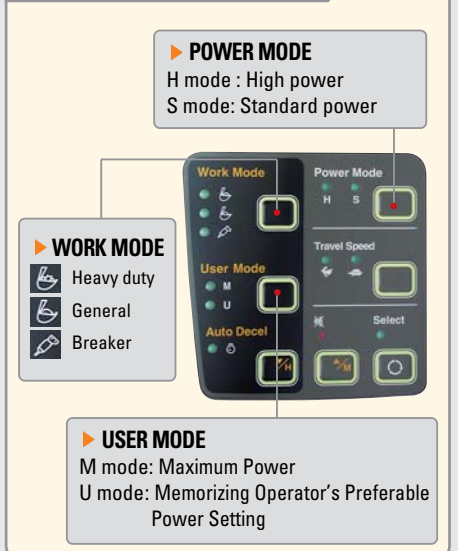 POWER MODE
H mode : High power
S mode: Standard power
Work Mode
Power Mode
H S
Travel Speed
WORK MODE
Heavy duty
General
Breaker
User Mode
M
U
Auto Decel
Select
/H
/M
USER MODE
M mode: Maximum Power
U mode: Memorizing Operator's Preferable
Power Setting